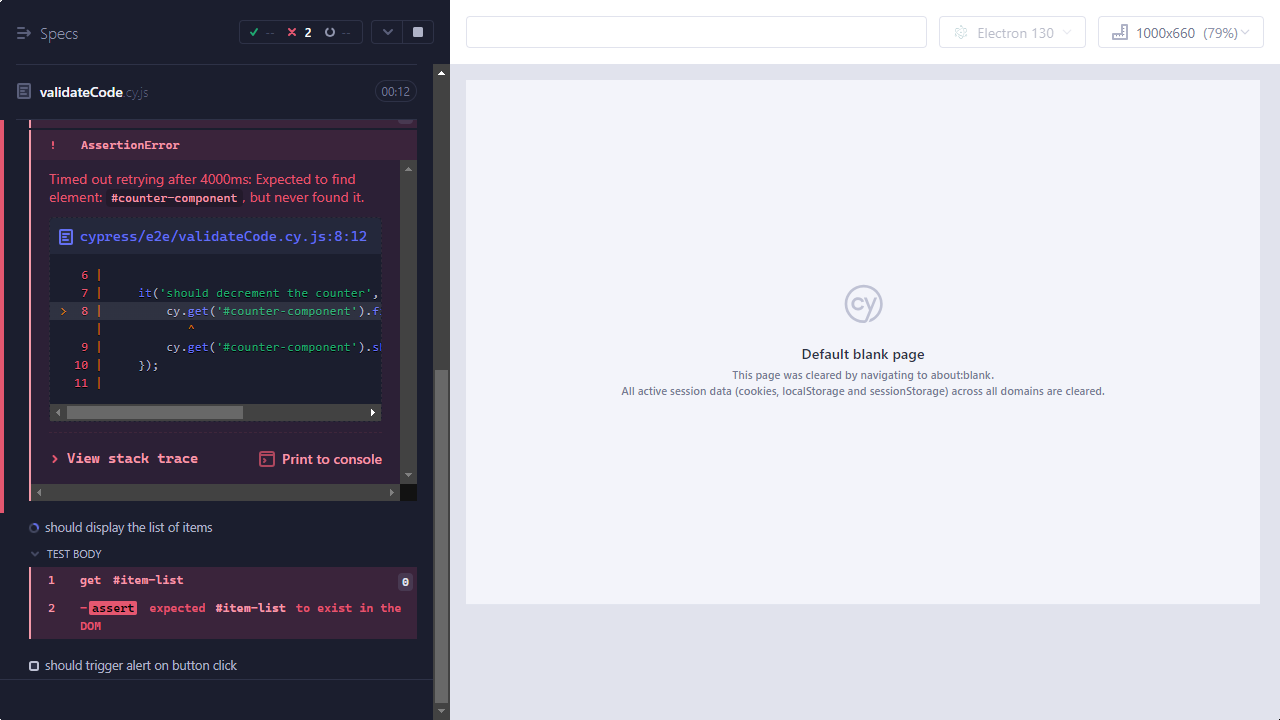 Specs
--
2
--
Electron 130
1000x660 (79%)
validateCode.cy.js
00:12
! AssertionError
Timed out retrying after 4000ms: Expected to find
element: #counter-component, but never found it.
cypress/e2e/validateCode.cy.js:8:12
6 |
7 | it('should decrement the counter',
> 8 | cy.get('#counter-component').f
| ^
9 | cy.get('#counter-component').s
10 | });
11 |
View stack trace
Print to console
should display the list of items
TEST BODY
1 get #item-list 0
2 -assert expected #item-list to exist in the
DOM
should trigger alert on button click
cy
Default blank page
This page was cleared by navigating to about:blank.
All active session data (cookies, localStorage and sessionStorage) across all domains are cleared.